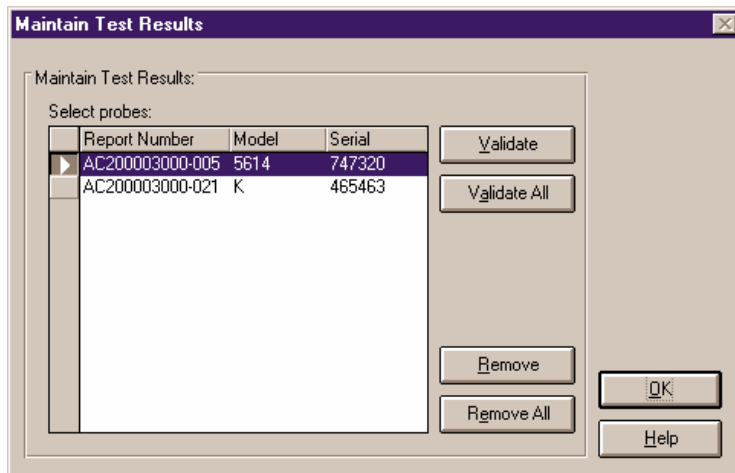 Maintain Test Results
Maintain Test Results:
Select probes:
Report Number Model Serial
AC200003000-005 5614 747320
AC200003000-021 K 465463
Validate
Validate All
Remove
Remove All
OK
Help